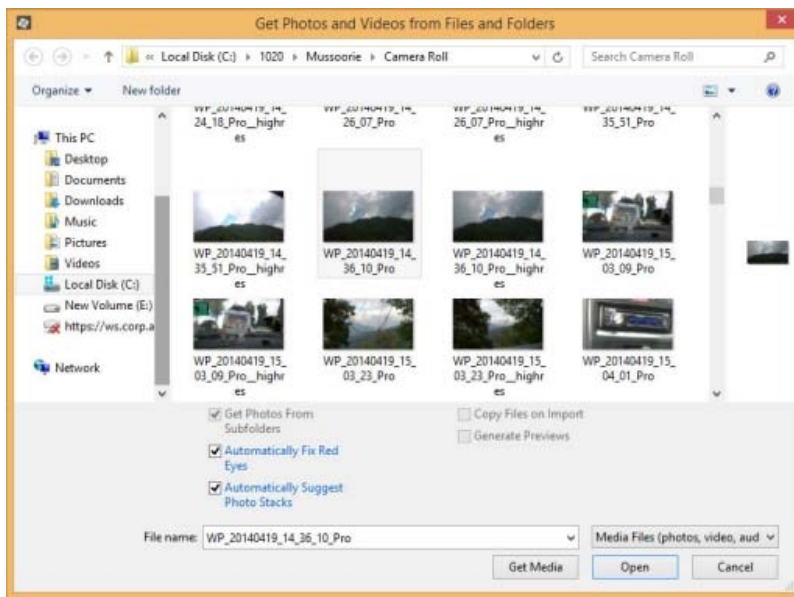 Get Photos and Videos from Files and Folders
« Local Disk (C:) ▸ 1020 ▸ Mussoorie ▸ Camera Roll
Search Camera Roll
Organize
New folder
This PC
Desktop
Documents
Downloads
Music
Pictures
Videos
Local Disk (C:)
New Volume (E:)
https://ws.corp.a
Network
WP_20140419_14_
24_18_Pro__highr
es
WP_20140419_14_
26_07_Pro
WP_20140419_14_
26_07_Pro__highr
es
WP_20140419_14_
35_51_Pro
WP_20140419_14_
35_51_Pro__highr
es
WP_20140419_14_
36_10_Pro
WP_20140419_14_
36_10_Pro__highr
es
WP_20140419_15_
03_09_Pro
WP_20140419_15_
03_09_Pro__highr
es
WP_20140419_15_
03_23_Pro
WP_20140419_15_
03_23_Pro__highr
es
WP_20140419_15_
04_01_Pro
Get Photos From
Subfolders
Automatically Fix Red
Eyes
Automatically Suggest
Photo Stacks
Copy Files on Import
Generate Previews
File name:
WP_20140419_14_36_10_Pro
Media Files (photos, video, aud
Get Media
Open
Cancel